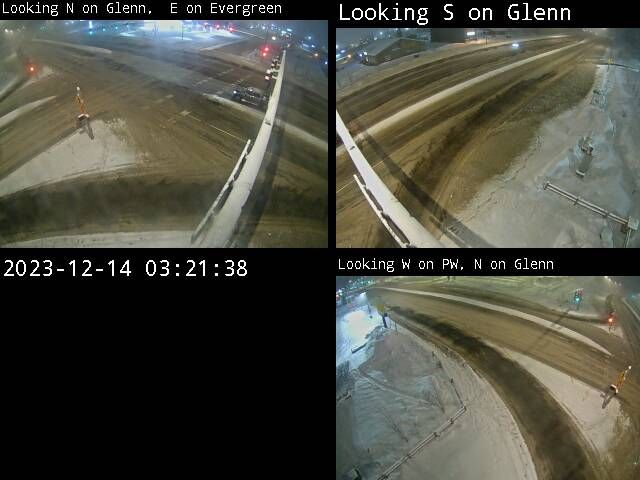 Looking N on Glenn,  E on Evergreen
Looking S on Glenn
2023-12-14 03:21:38
Looking W on PW, N on Glenn